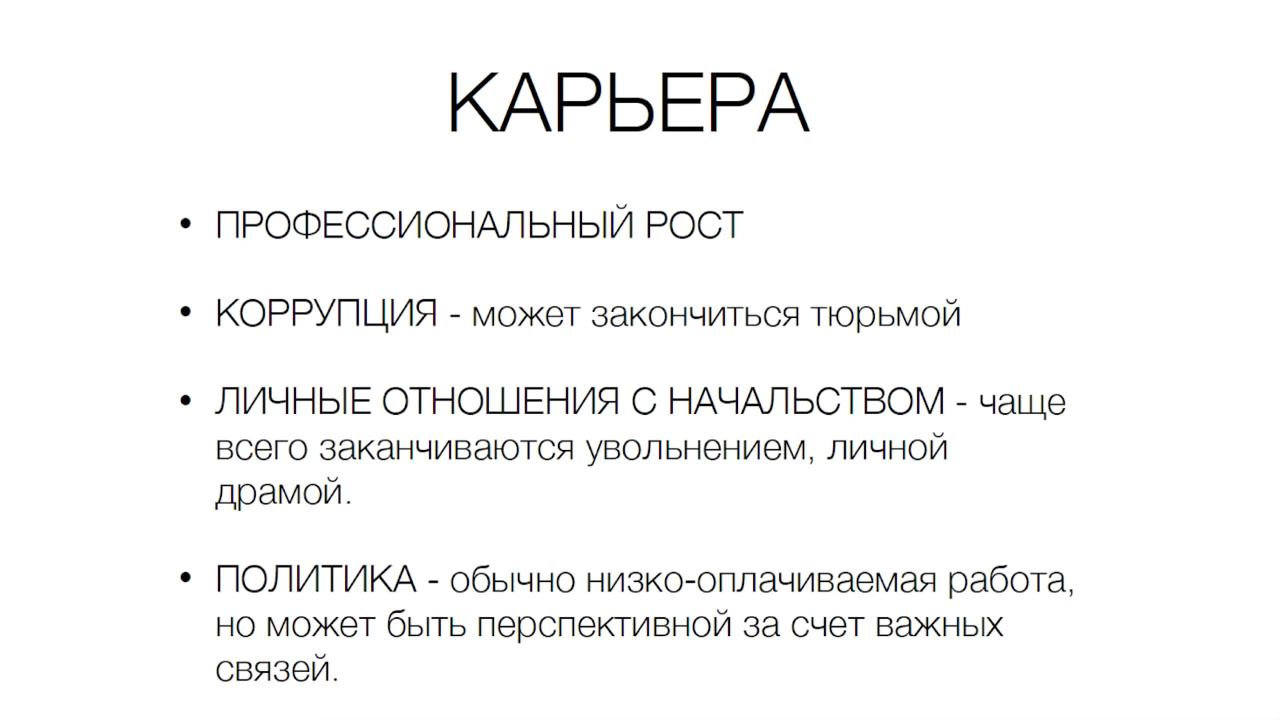 КАРЬЕРА
• ПРОФЕССИОНАЛЬНЫЙ РОСТ
• КОРРУПЦИЯ - может закончиться тюрьмой
• ЛИЧНЫЕ ОТНОШЕНИЯ С НАЧАЛЬСТВОМ - чаще
всего заканчиваются увольнением, личной
драмой.
• ПОЛИТИКА - обычно низко-оплачиваемая работа,
но может быть перспективной за счет важных
связей.